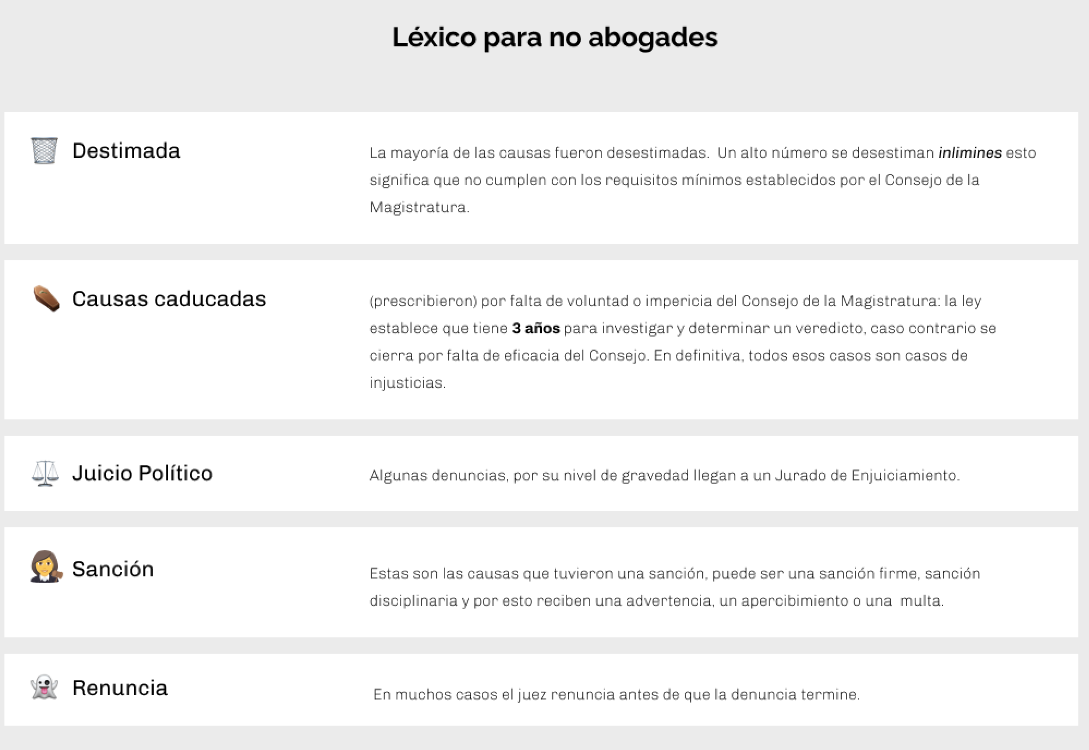 Léxico para no abogades
Destimada
La mayoría de las causas fueron desestimadas.  Un alto número se desestiman inlimines esto
significa que no cumplen con los requisitos mínimos establecidos por el Consejo de la
Magistratura.
Causas caducadas
(prescribieron) por falta de voluntad o impericia del Consejo de la Magistratura: la ley
establece que tiene 3 años para investigar y determinar un veredicto, caso contrario se
cierra por falta de eficacia del Consejo. En definitiva, todos esos casos son casos de
injusticias.
Juicio Político
Algunas denuncias, por su nivel de gravedad llegan a un Jurado de Enjuiciamiento.
Sanción
Estas son las causas que tuvieron una sanción, puede ser una sanción firme, sanción
disciplinaria y por esto reciben una advertencia, un apercibimiento o una  multa.
Renuncia
En muchos casos el juez renuncia antes de que la denuncia termine.